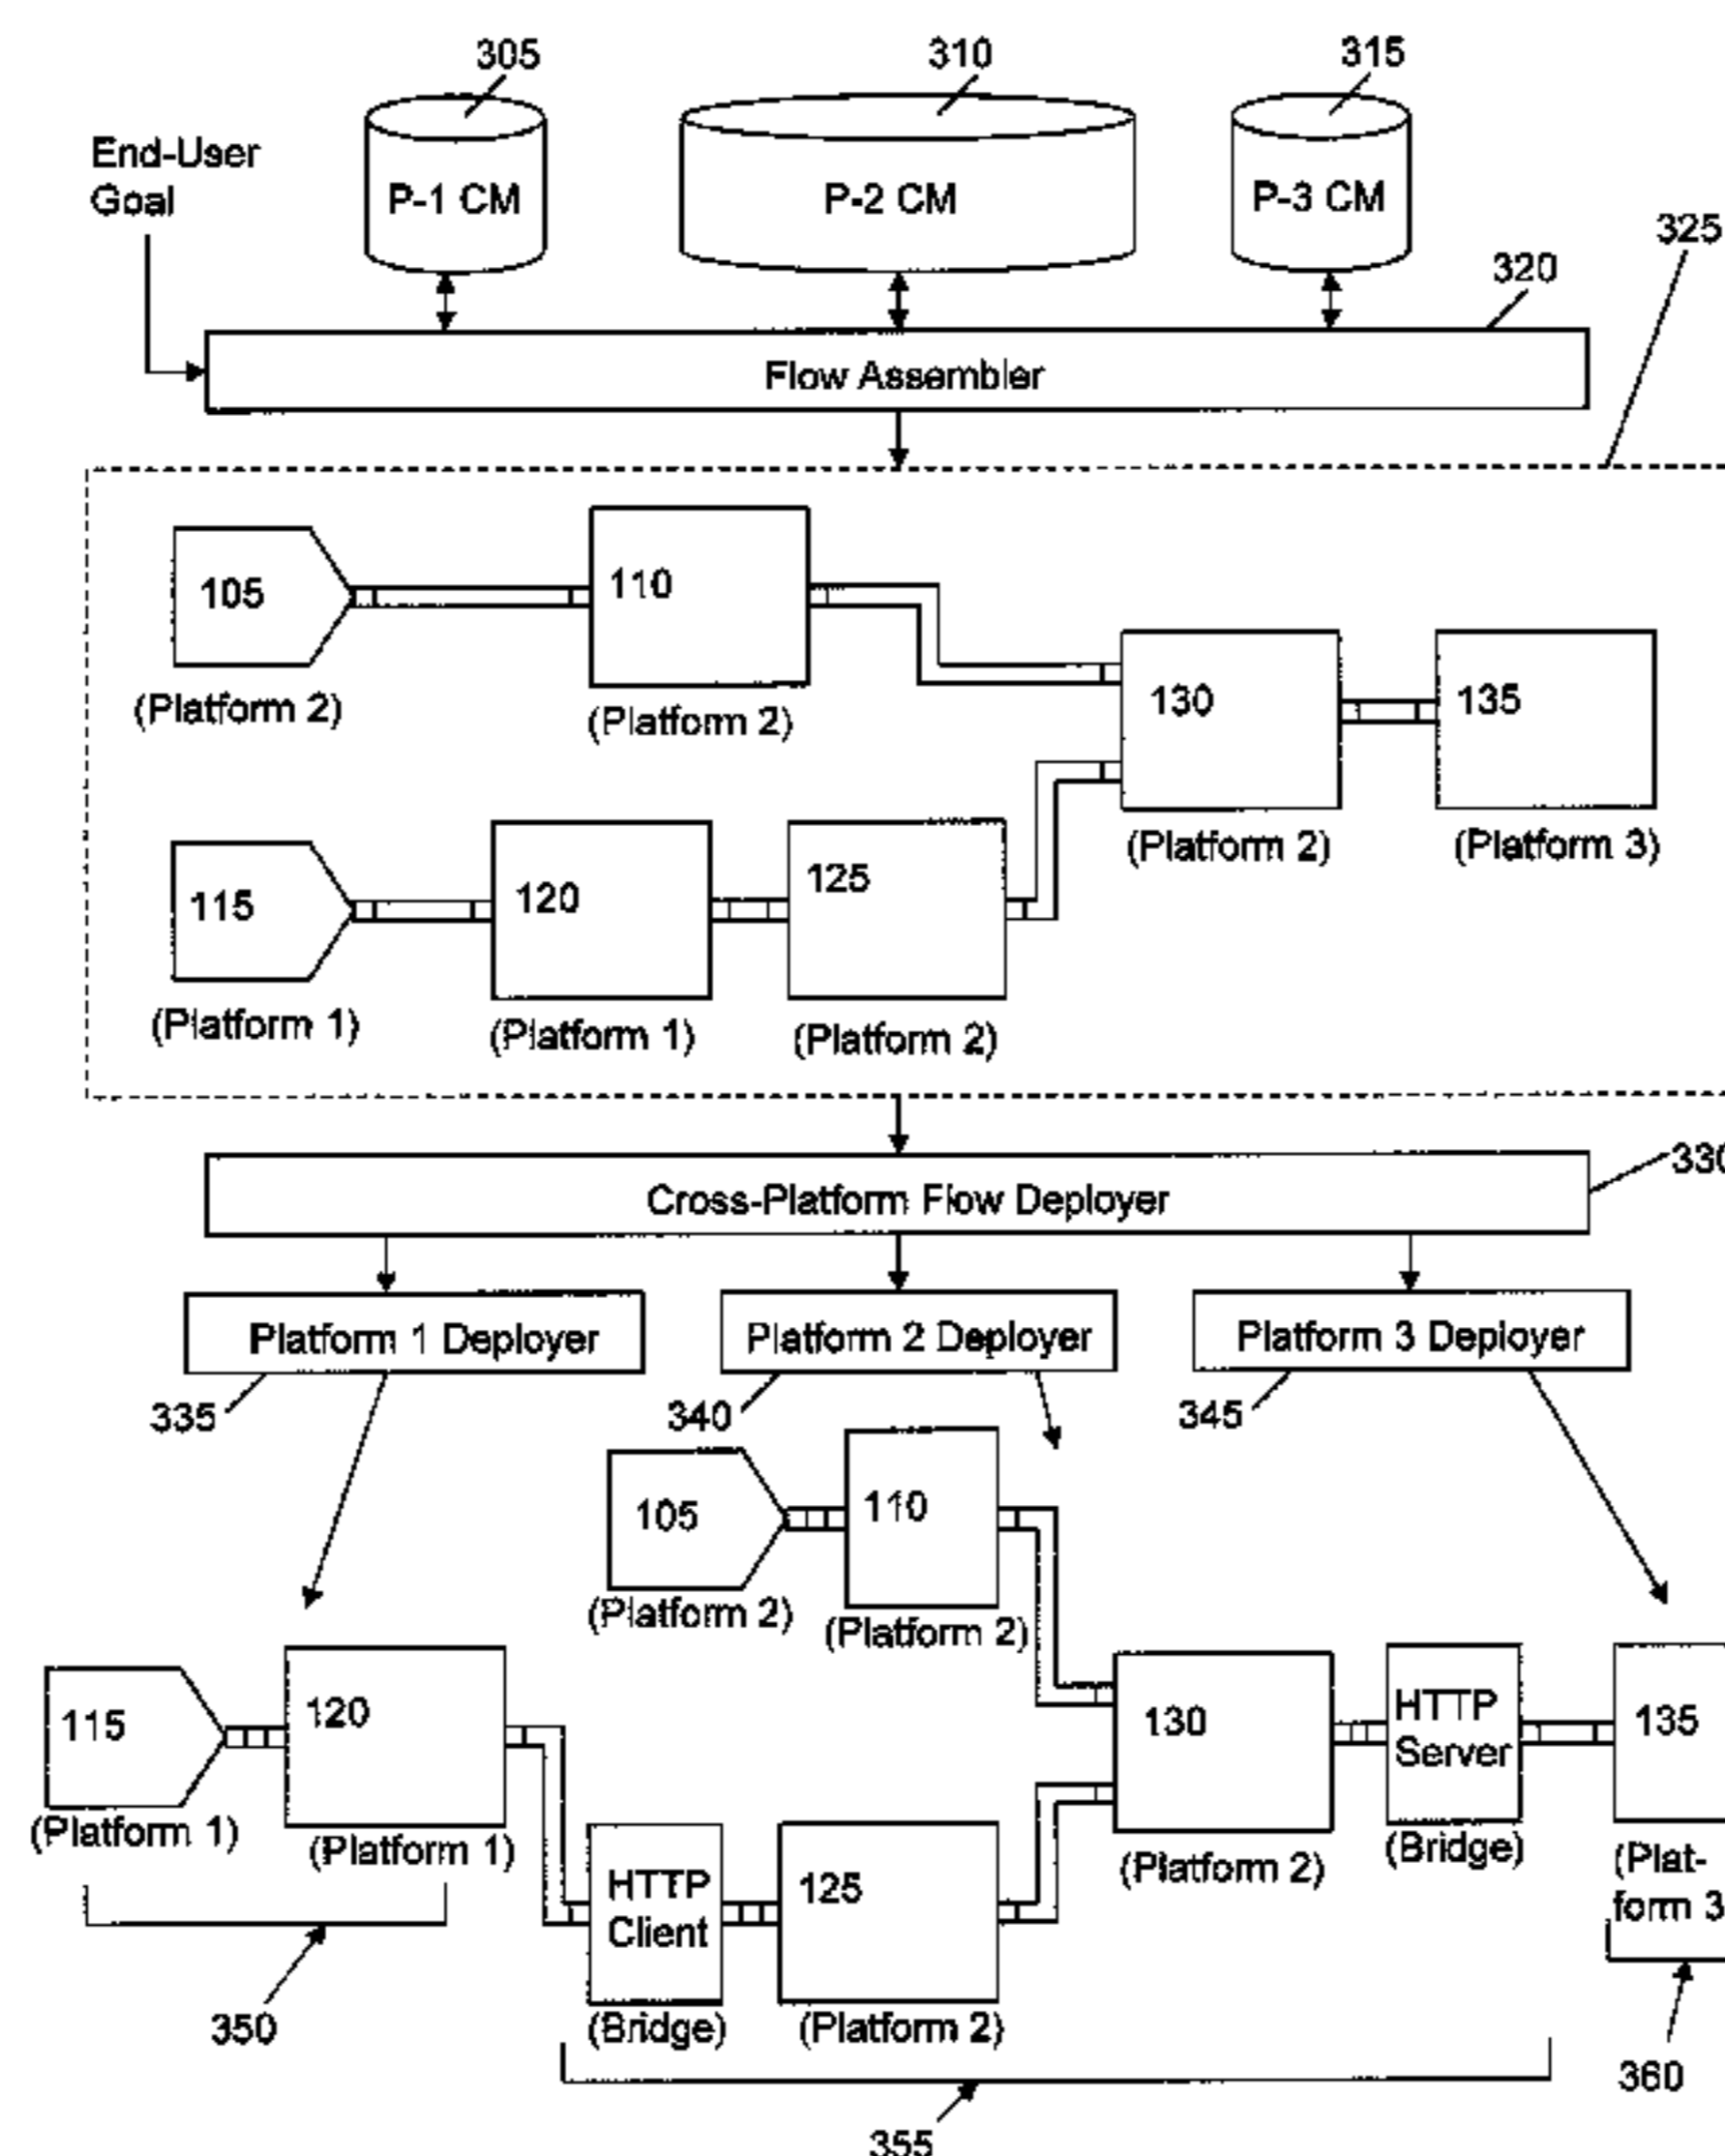 305
310
315
End-User
Goal
P-1 CM
P-2 CM
P-3 CM
325
320
Flow Assembler
105
110
(Platform 2)
(Platform 2)
130
135
(Platform 2)
(Platform 3)
115
120
125
(Platform 1)
(Platform 1)
(Platform 2)
330
Cross-Platform Flow Deployer
Platform 1 Deployer
Platform 2 Deployer
Platform 3 Deployer
335
340
345
105
110
(Platform 2)
(Platform 2)
115
120
130
HTTP
Server
135
(Platform 1)
(Platform 1)
(Platform 2)
(Bridge)
(Plat-
form 3
HTTP
Client
125
(Bridge)
(Platform 2)
350
355
360